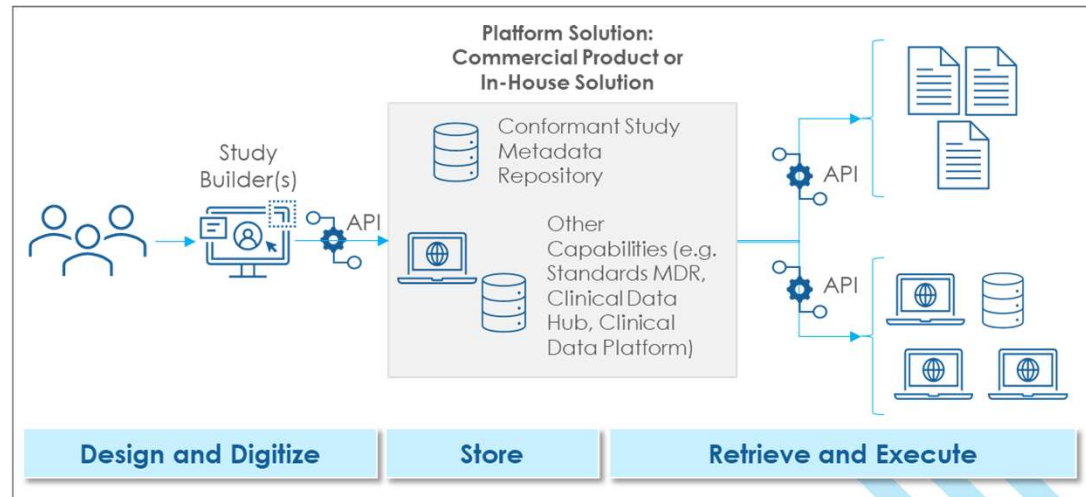 Platform Solution:
Commercial Product or
In-House Solution
Study
Builder(s)
API
Conformant Study
Metadata
Repository
Other
Capabilities (e.g.
Standards MDR,
Clinical Data
Hub, Clinical
Data Platform)
API
API
Design and Digitize
Store
Retrieve and Execute